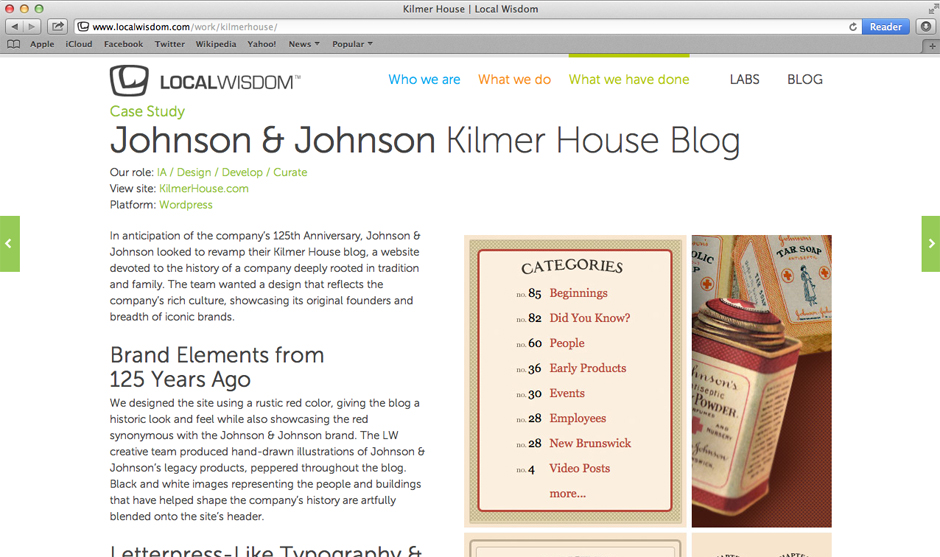 Kilmer House | Local Wisdom
www.localwisdom.com/work/kilmerhouse/
Reader
Apple iCloud Facebook Twitter Wikipedia Yahoo! News Popular
LOCALWISDOM™
Who we are What we do What we have done LABS BLOG
Case Study
Johnson & Johnson Kilmer House Blog
Our role: IA / Design / Develop / Curate
View site: KilmerHouse.com
Platform: Wordpress
In anticipation of the company's 125th Anniversary, Johnson &
Johnson looked to revamp their Kilmer House blog, a website
devoted to the history of a company deeply rooted in tradition
and family. The team wanted a design that reflects the
company's rich culture, showcasing its original founders and
breadth of iconic brands.
Brand Elements from
125 Years Ago
We designed the site using a rustic red color, giving the blog a
historic look and feel while also showcasing the red
synonymous with the Johnson & Johnson brand. The LW
creative team produced hand-drawn illustrations of Johnson &
Johnson's legacy products, peppered throughout the blog.
Black and white images representing the people and buildings
that have helped shape the company's history are artfully
blended onto the site's header.
Letterpress-Like Typography &
CATEGORIES
no. 85 Beginnings
no. 82 Did You Know?
no. 60 People
no. 36 Early Products
no. 30 Events
no. 28 Employees
no. 28 New Brunswick
no. 4 Video Posts
more...
Johnson's
TAR SOAP
TAR SOAP
POWDER
AND
NURSERY
Johnson